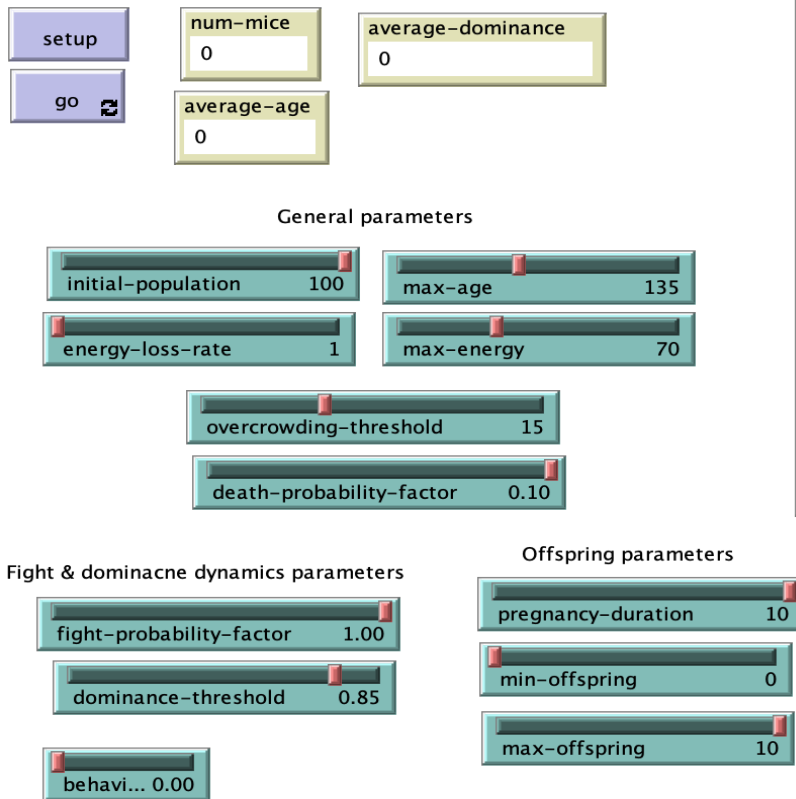 setup
num-mice
0
average-dominance
0
go
average-age
0
General parameters
initial-population 100
max-age 135
energy-loss-rate 1
max-energy 70
overcrowding-threshold 15
death-probability-factor 0.10
Fight & dominacne dynamics parameters
Offspring parameters
fight-probability-factor 1.00
pregnancy-duration 10
dominance-threshold 0.85
min-offspring 0
max-offspring 10
behavi... 0.00